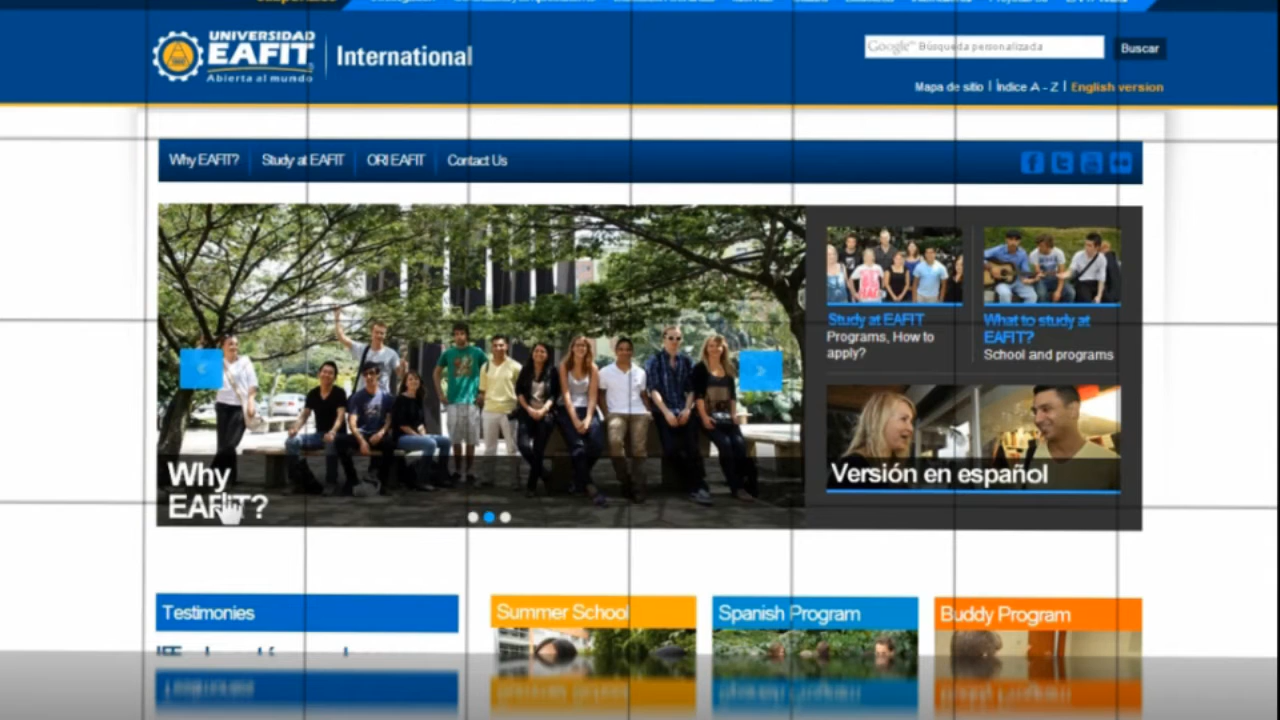 UNIVERSIDAD
EAFIT
Abierta al mundo
International
Google™ Búsqueda personalizada
Buscar
Mapa de sitio | Índice A - Z | English version
Why EAFIT?
Study at EAFIT
ORI EAFIT
Contact Us
Study at EAFIT
Programs, How to
apply?
What to study at
EAFIT?
School and programs
Versión en español
Why
EAFIT?
Testimonies
Summer School
Spanish Program
Buddy Program